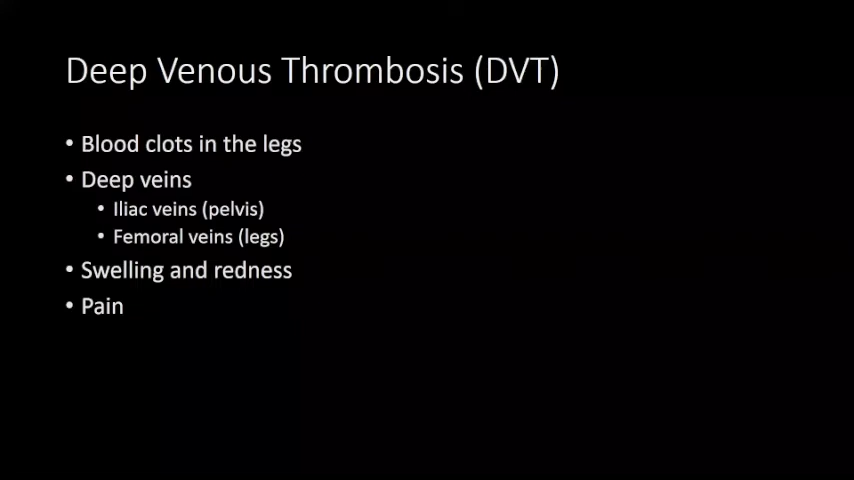 Deep Venous Thrombosis (DVT)
• Blood clots in the legs
• Deep veins
• Iliac veins (pelvis)
• Femoral veins (legs)
• Swelling and redness
• Pain